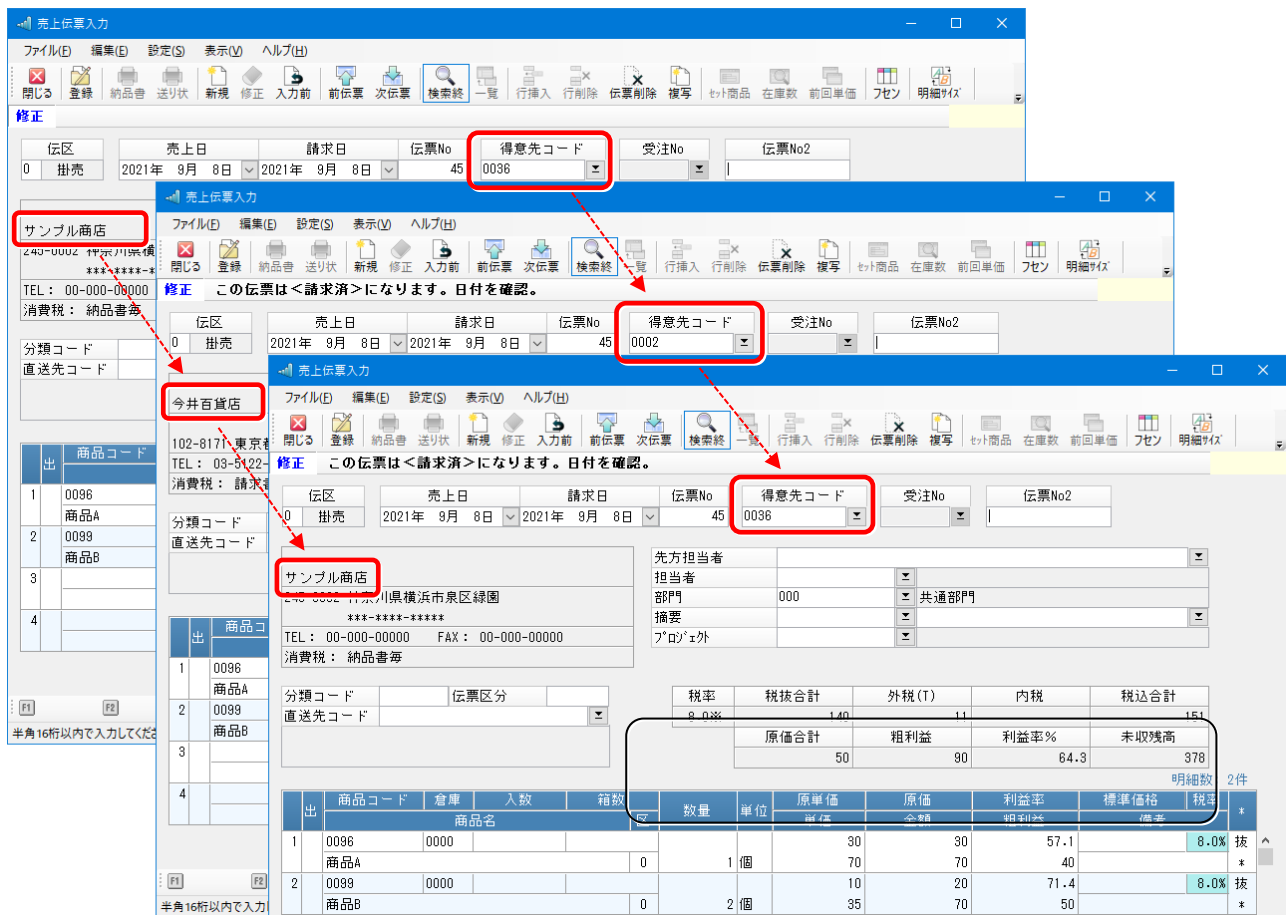 売上伝票入力
ファイル(F) 編集(E) 設定(S) 表示(V) ヘルプ(H)
閉じる 登録 納品書 送り状 新規 修正 入力前 前伝票 次伝票 検索終 一覧 行挿入 行削除 伝票削除 複写 セット商品 在庫数 前回単価 フセン 明細サイズ
修正
伝区 売上日 請求日 伝票No 得意先コード 受注No 伝票No2
0 掛売 2021年 9月 8日 2021年 9月 8日 45 0036
サンプル商店
245-0002 神奈川県横
***-****-*
TEL: 00-000-00000
消費税: 納品書毎
分類コード
直送先コード
出 商品コード
1 0096
商品A
2 0099
商品B
3
4
F1 F2
半角16桁以内で入力してくださ
売上伝票入力
ファイル(F) 編集(E) 設定(S) 表示(V) ヘルプ(H)
閉じる 登録 納品書 送り状 新規 修正 入力前 前伝票 次伝票 検索終 一覧 行挿入 行削除 伝票削除 複写 セット商品 在庫数 前回単価 フセン 明細サイズ
修正 この伝票は<請求済>になります。日付を確認。
伝区 売上日 請求日 伝票No 得意先コード 受注No 伝票No2
0 掛売 2021年 9月 8日 2021年 9月 8日 45 0002
今井百貨店
102-8171 東京都
TEL: 03-5122-
消費税: 請求書
分類コード
直送先コード
出 商品コ
1 0096
商品A
2 0099
商品B
3
4
F1 F2
半角16桁以内で入力
売上伝票入力
ファイル(F) 編集(E) 設定(S) 表示(V) ヘルプ(H)
閉じる 登録 納品書 送り状 新規 修正 入力前 前伝票 次伝票 検索終 一覧 行挿入 行削除 伝票削除 複写 セット商品 在庫数 前回単価 フセン 明細サイズ
修正 この伝票は<請求済>になります。日付を確認。
伝区 売上日 請求日 伝票No 得意先コード 受注No 伝票No2
0 掛売 2021年 9月 8日 2021年 9月 8日 45 0036
サンプル商店
245-0002 神奈川県横浜市泉区緑園
***-****-*****
TEL: 00-000-00000 FAX: 00-000-00000
消費税: 納品書毎
先方担当者
担当者
部門 000 共通部門
摘要
プロジェクト
分類コード 伝票区分
直送先コード
税率 税抜合計 外税(T) 内税 税込合計
8.0※ 140 11 151
原価合計 粗利益 利益率% 未収残高
50 90 64.3 378
明細数 2件
出 商品コード 倉庫 入数 箱数 数量 単位 原単価 原価 利益率 標準価格 税率 *
商品名 区 単価 金額 粗利益 備考
1 0096 0000 30 30 57.1 8.0% 抜
商品A 0 1 個 70 70 40 *
2 0099 0000 10 20 71.4 8.0% 抜
商品B 0 2 個 35 70 50 *